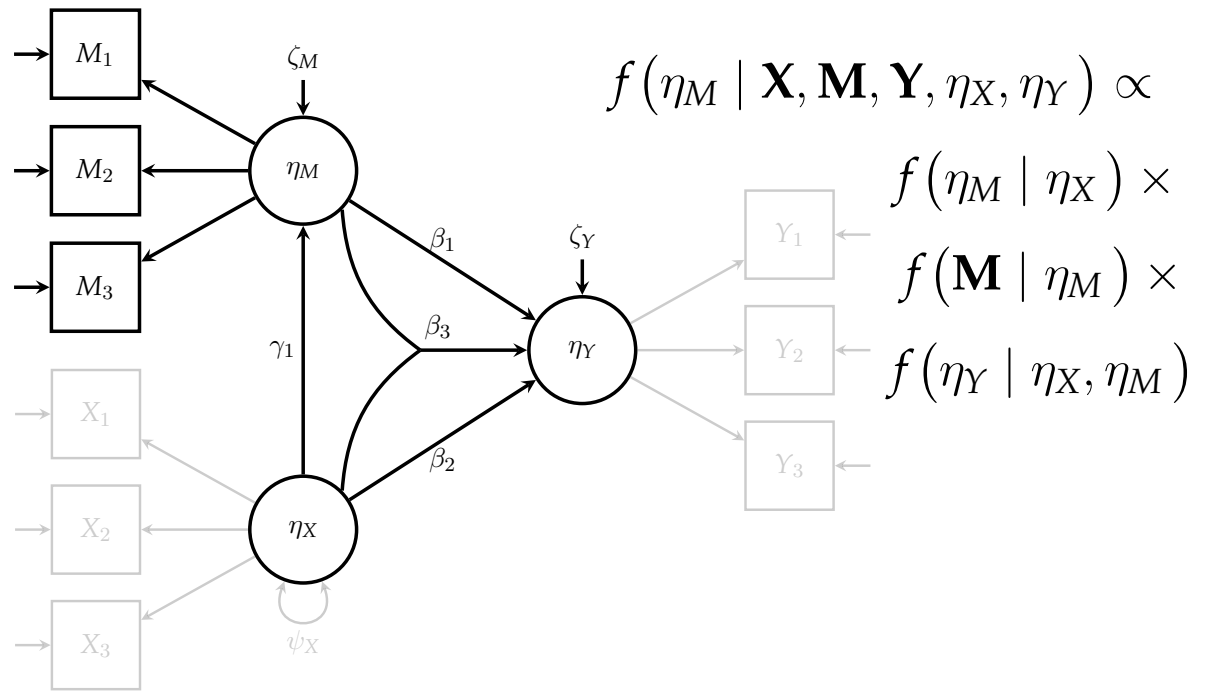 M₁
ζ_M
f(η_M | X, M, Y, η_X, η_Y) ∝
M₂
η_M
f(η_M | η_X) ×
β₁
ζ_Y
Y₁
M₃
f(M | η_M) ×
γ₁
β₃
η_Y
Y₂
f(η_Y | η_X, η_M)
X₁
β₂
Y₃
X₂
η_X
X₃
ψ_X